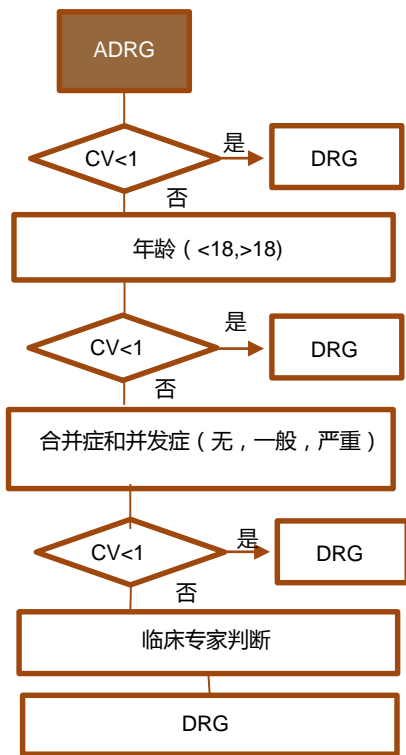 ADRG
CV<1
是
DRG
否
年龄（<18,>18)
CV<1
是
DRG
否
合并症和并发症（无，一般，严重）
CV<1
是
DRG
否
临床专家判断
DRG